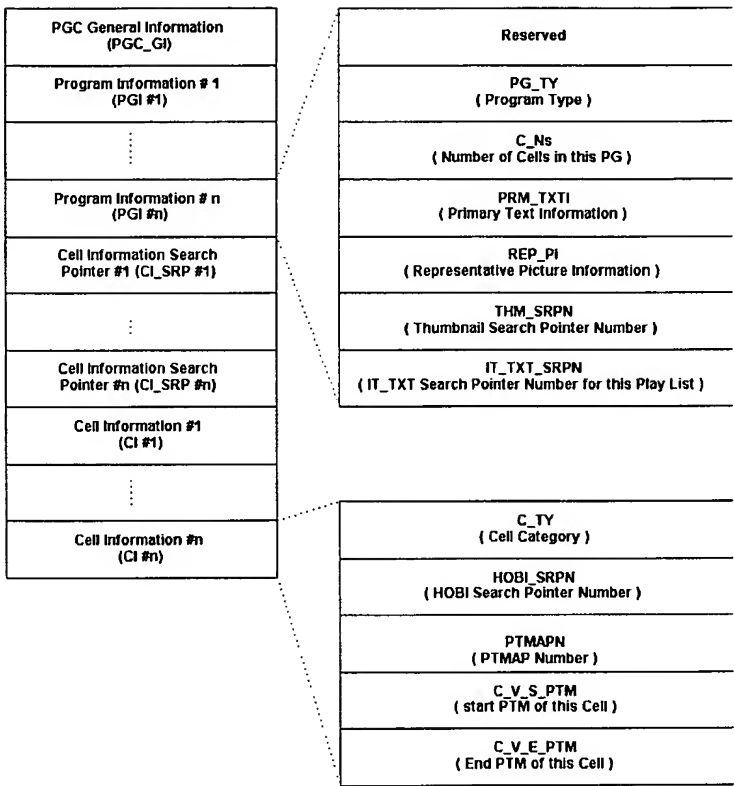 PGC General Information
(PGC_GI)
Program Information # 1
(PGI #1)
Program Information # n
(PGI #n)
Cell Information Search
Pointer #1 (CI_SRP #1)
Cell Information Search
Pointer #n (CI_SRP #n)
Cell Information #1
(CI #1)
Cell Information #n
(CI #n)
Reserved
PG_TY
( Program Type )
C_Ns
( Number of Cells in this PG )
PRM_TXTI
( Primary Text Information )
REP_PI
( Representative Picture Information )
THM_SRPN
( Thumbnail Search Pointer Number )
IT_TXT_SRPN
( IT_TXT Search Pointer Number for this Play List )
C_TY
( Cell Category )
HOBI_SRPN
( HOBI Search Pointer Number )
PTMAPN
( PTMAP Number )
C_V_S_PTM
( start PTM of this Cell )
C_V_E_PTM
( End PTM of this Cell )